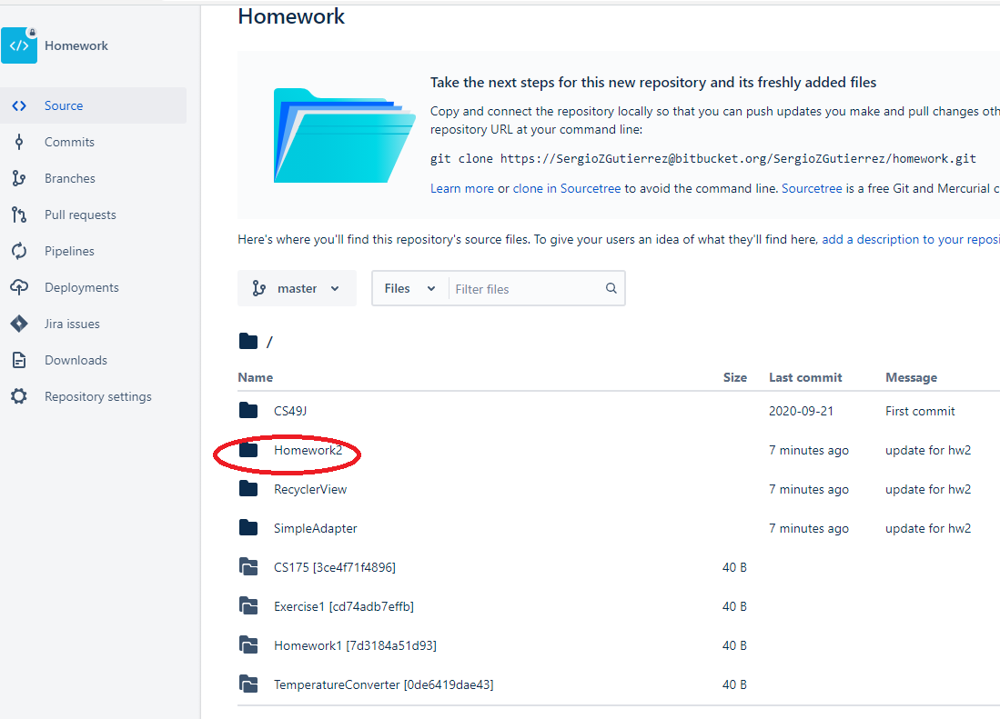 Homework
Homework
Source
Commits
Branches
Pull requests
Pipelines
Deployments
Jira issues
Downloads
Repository settings
Take the next steps for this new repository and its freshly added files
Copy and connect the repository locally so that you can push updates you make and pull changes oth
repository URL at your command line:
git clone https://SergioZGutierrez@bitbucket.org/SergioZGutierrez/homework.git
Learn more or clone in Sourcetree to avoid the command line. Sourcetree is a free Git and Mercurial c
Here's where you'll find this repository's source files. To give your users an idea of what they'll find here, add a description to your reposi
master Files Filter files
/
Name Size Last commit Message
CS49J 2020-09-21 First commit
Homework2 7 minutes ago update for hw2
RecyclerView 7 minutes ago update for hw2
SimpleAdapter 7 minutes ago update for hw2
CS175 [3ce4f71f4896] 40 B
Exercise1 [cd74adb7effb] 40 B
Homework1 [7d3184a51d93] 40 B
TemperatureConverter [0de6419dae43] 40 B